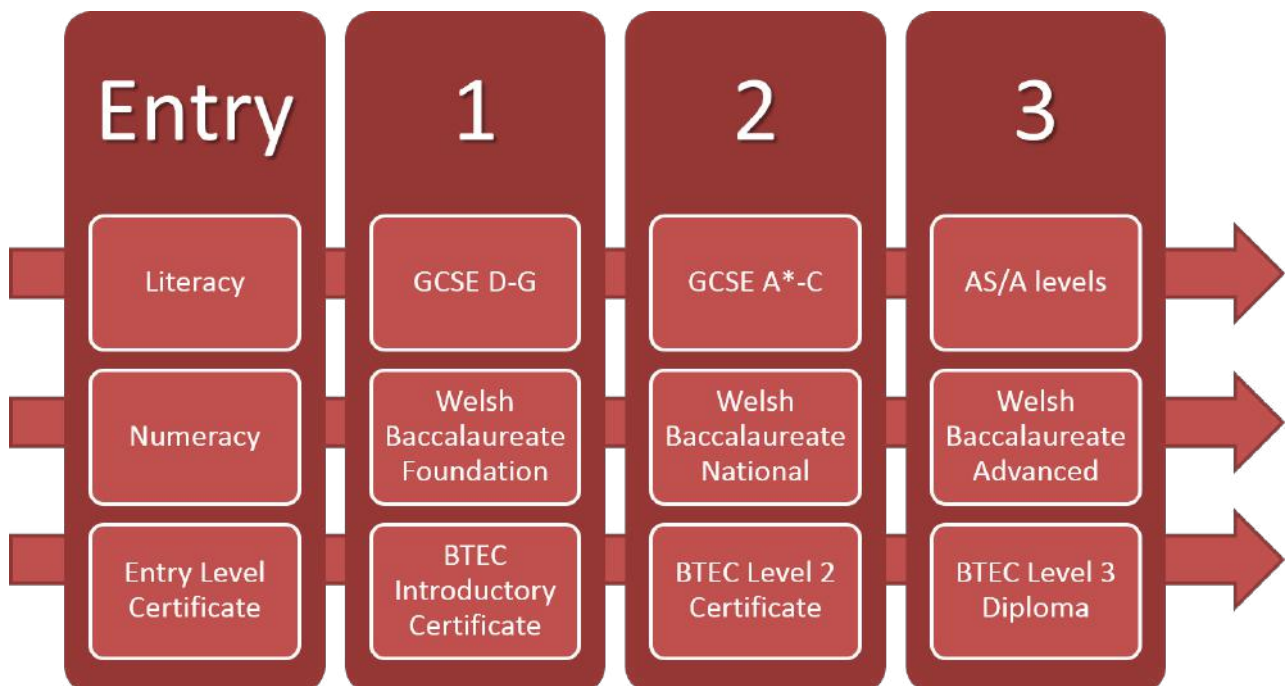 Entry
1
2
3
Literacy
GCSE D-G
GCSE A*-C
AS/A levels
Numeracy
Welsh
Baccalaureate
Foundation
Welsh
Baccalaureate
National
Welsh
Baccalaureate
Advanced
Entry Level
Certificate
BTEC
Introductory
Certificate
BTEC Level 2
Certificate
BTEC Level 3
Diploma